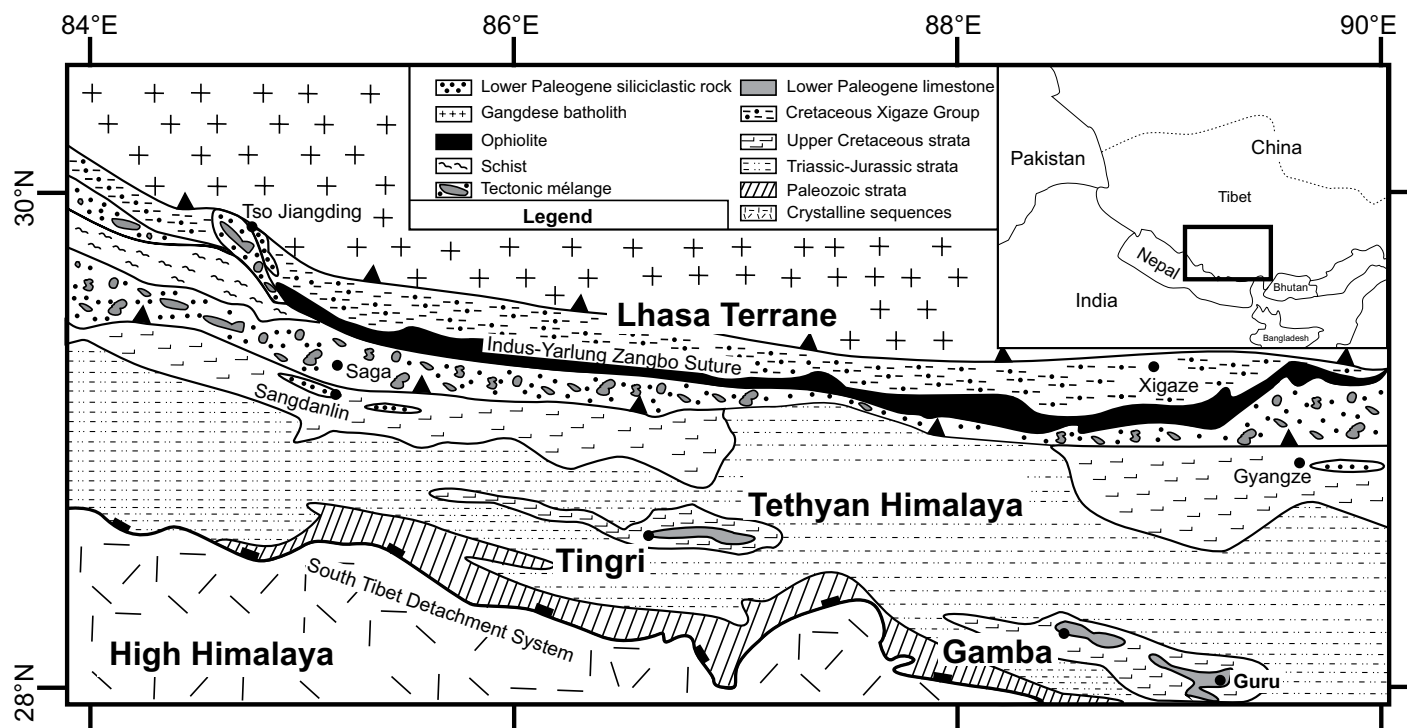 84°E
86°E
88°E
90°E
30°N
28°N
Lower Paleogene siliciclastic rock
Gangdese batholith
Ophiolite
Schist
Tectonic mélange
Legend
Lower Paleogene limestone
Cretaceous Xigaze Group
Upper Cretaceous strata
Triassic-Jurassic strata
Paleozoic strata
Crystalline sequences
Pakistan
China
Tibet
Nepal
Bhutan
India
Bangladesh
Tso Jiangding
Lhasa Terrane
Indus-Yarlung Zangbo Suture
Saga
Sangdanlin
Xigaze
Gyangze
Tethyan Himalaya
Tingri
South Tibet Detachment System
High Himalaya
Gamba
Guru